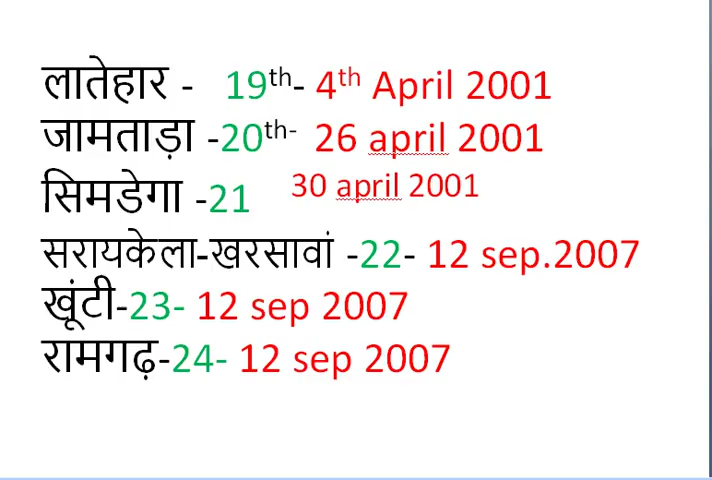 लातेहार - 19th- 4th April 2001
जामताड़ा -20th- 26 april 2001
सिमडेगा -21 30 april 2001
सरायकेला-खरसावां -22- 12 sep.2007
खूंटी-23- 12 sep 2007
रामगढ़-24- 12 sep 2007